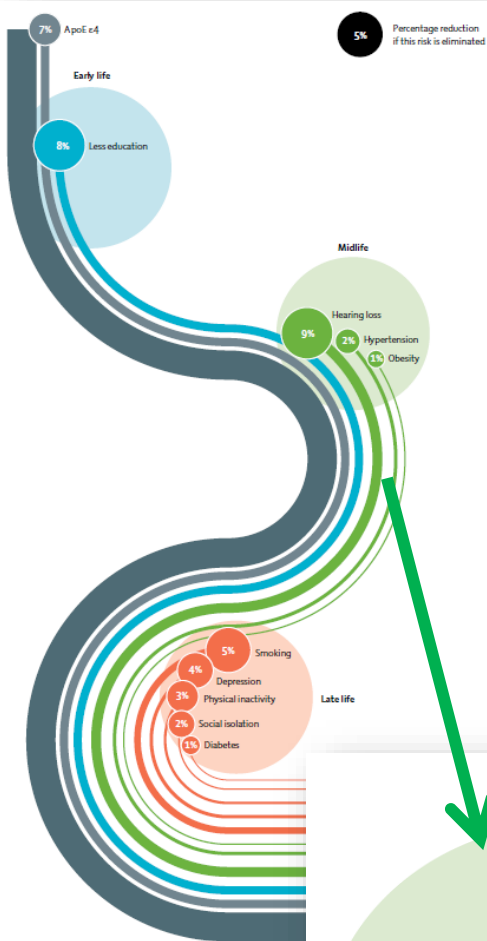 7% ApoE ε4
5% Percentage reduction
if this risk is eliminated
Early life
8% Less education
Midlife
Hearing loss
9%
2% Hypertension
1% Obesity
5% Smoking
4%
Depression
3% Physical inactivity
Late life
2% Social isolation
1% Diabetes